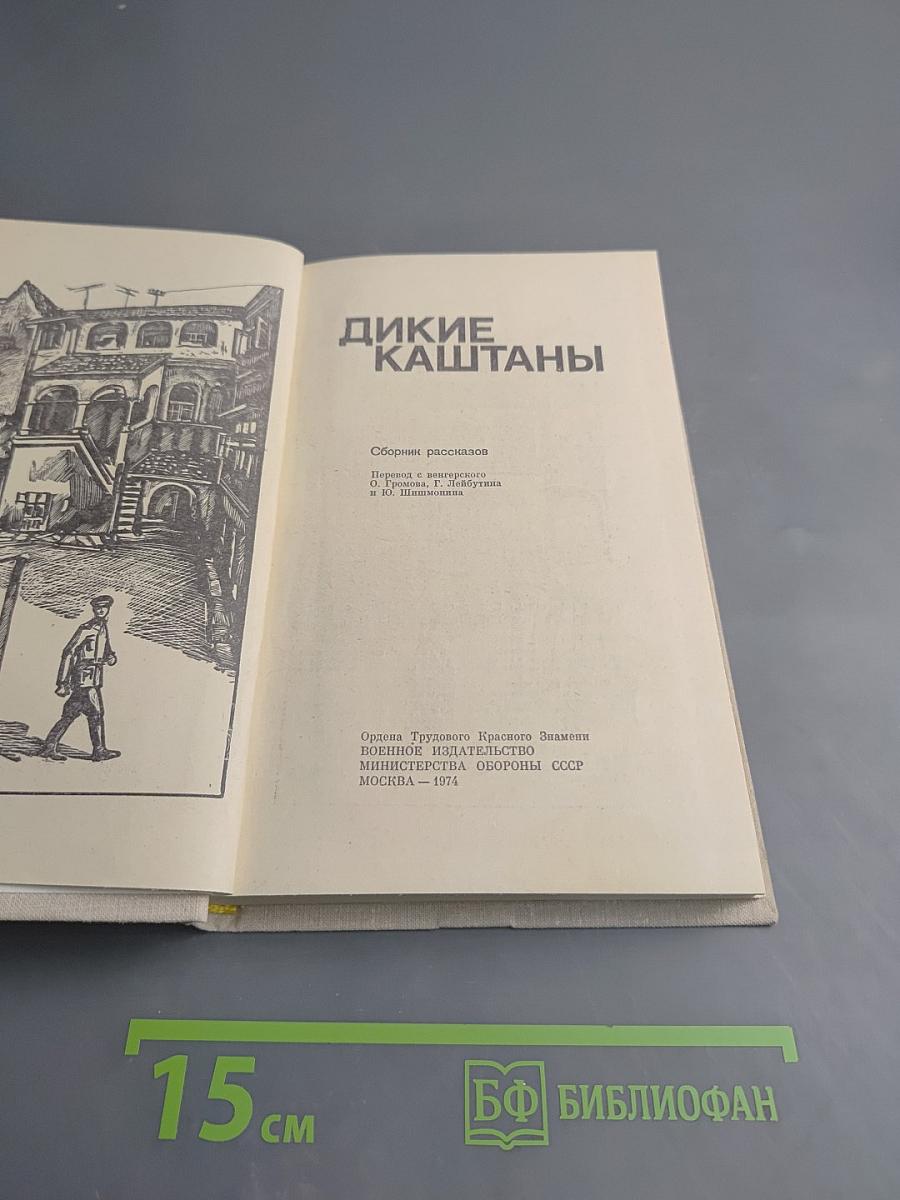 ДИКИЕ
КАШТАНЫ
Сборник рассказов
Перевод с венгерского
О. Громова, Г. Лейбутина
и Ю. Шишмонина
Ордена Трудового Красного Знамени
ВОЕННОЕ ИЗДАТЕЛЬСТВО
МИНИСТЕРСТВА ОБОРОНЫ СССР
МОСКВА — 1974
15 см
БФ БИБЛИОФАН